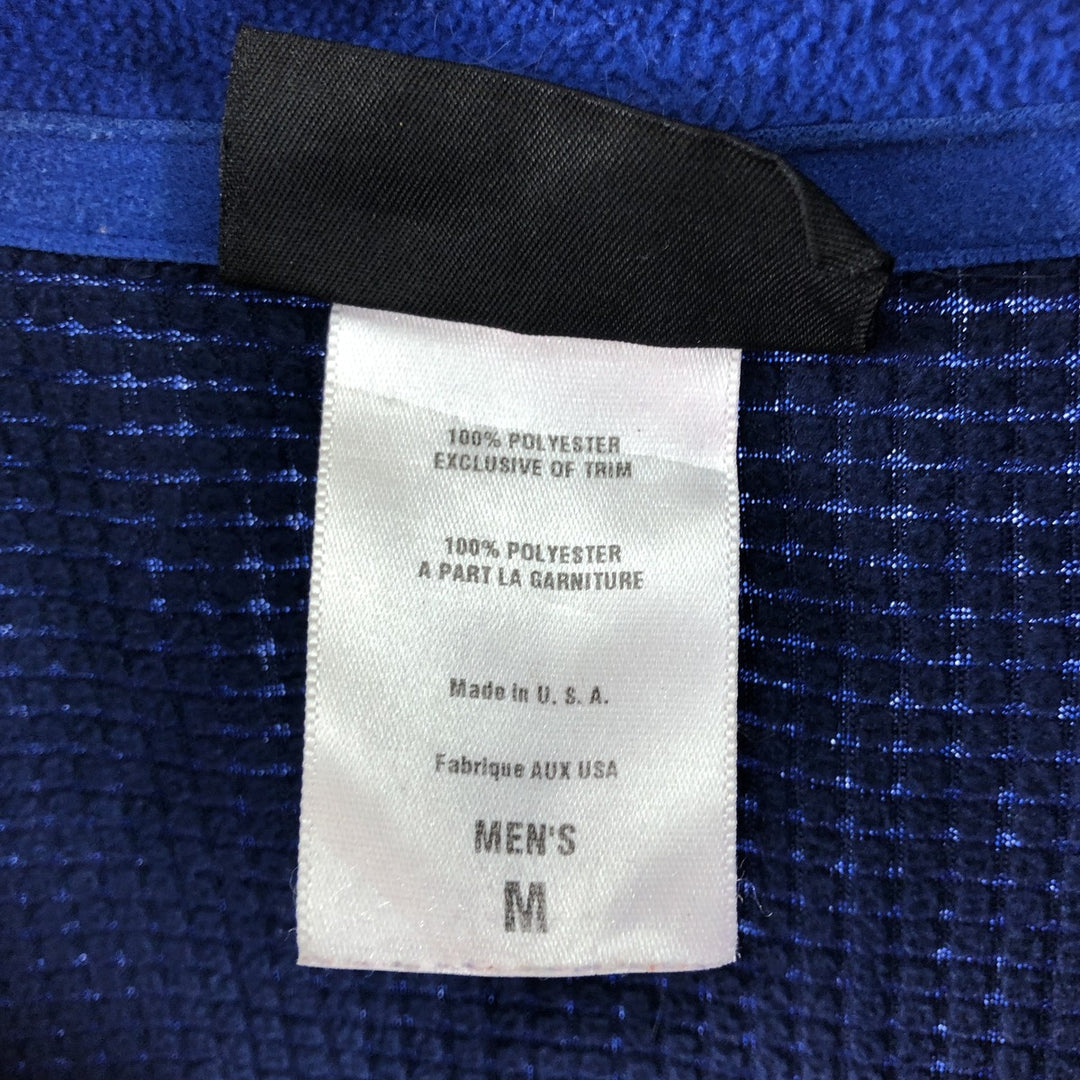 100% POLYESTER
EXCLUSIVE OF TRIM
100% POLYESTER
A PART LA GARNITURE
Made in U. S. A.
Fabrique AUX USA
MEN'S
M